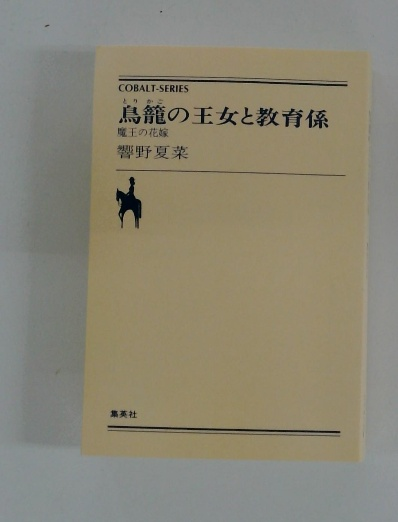 COBALT-SERIES
とりかご
鳥籠の王女と教育係
魔王の花嫁
響野夏菜
集英社